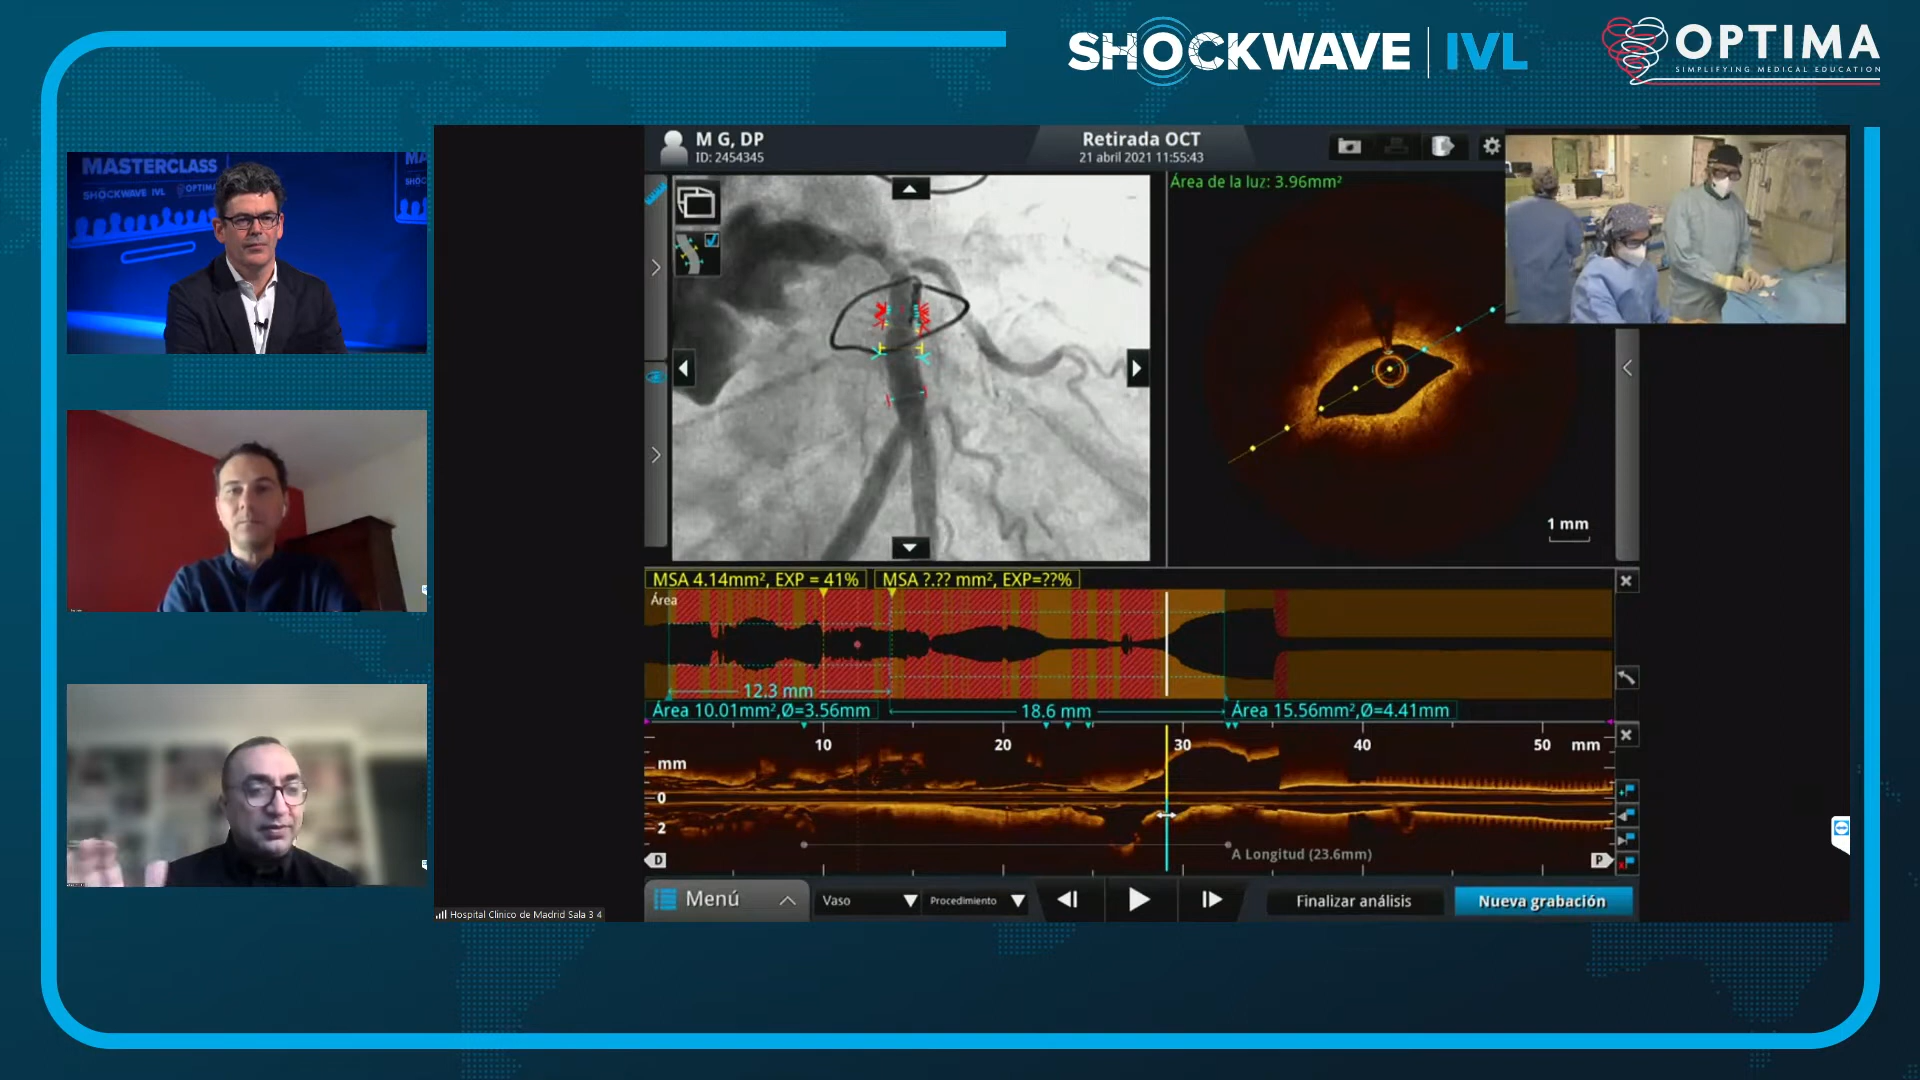 SHOCKWAVE | IVL
OPTIMA
SIMPLIFYING MEDICAL EDUCATION
MASTERCLASS
SHOCKWAVE IVL OPTIMA
M G, DP
ID: 2454345
Retirada OCT
21 abril 2021 11:55:43
Área de la luz: 3.96mm²
1 mm
MSA 4.14mm², EXP = 41%
MSA ?.?? mm², EXP=??%
Área
12.3 mm
Área 10.01mm²,Ø=3.56mm
18.6 mm
Área 15.56mm²,Ø=4.41mm
10 20 30 40 50 mm
mm
0
2
A Longitud (23.6mm)
D
P
Menú
Vaso
Procedimiento
Finalizar análisis
Nueva grabación
Hospital Clinico de Madrid Sala 3 4